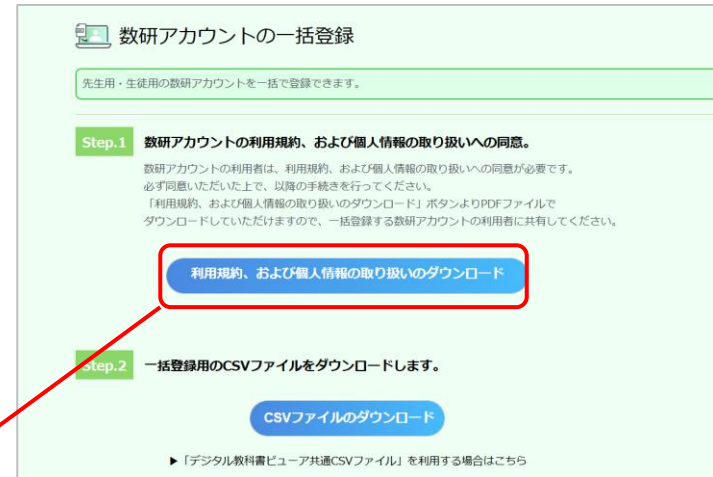 数研アカウントの一括登録
先生用・生徒用の数研アカウントを一括で登録できます。
Step.1 数研アカウントの利用規約、および個人情報の取り扱いへの同意。
数研アカウントの利用者は、利用規約、および個人情報の取り扱いへの同意が必要です。
必ず同意いただいた上で、以降の手続きを行ってください。
「利用規約、および個人情報の取り扱いのダウンロード」ボタンよりPDFファイルで
ダウンロードしていただけますので、一括登録する数研アカウントの利用者に共有してください。
利用規約、および個人情報の取り扱いのダウンロード
Step.2 一括登録用のCSVファイルをダウンロードします。
CSVファイルのダウンロード
▶「デジタル教科書ビューア共通CSVファイル」を利用する場合はこちら